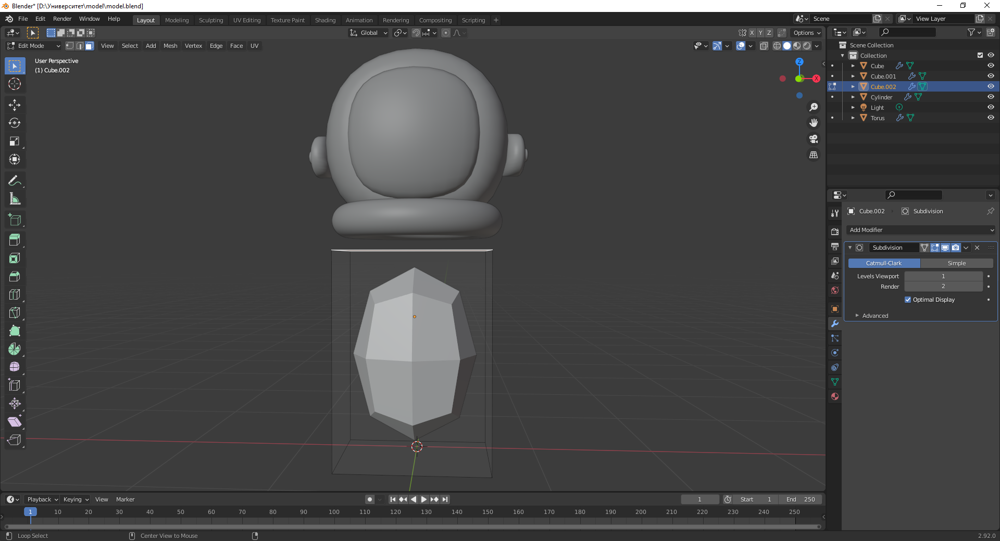 Blender* [D:\Университет\model\model.blend]
File Edit Render Window Help Layout Modeling Sculpting UV Editing Texture Paint Shading Animation Rendering Compositing Scripting + Scene View Layer
Global X Y Z Options
Edit Mode View Select Add Mesh Vertex Edge Face UV
User Perspective
(1) Cube.002
Z
X
Scene Collection
Collection
Cube
Cube.001
Cube.002
Cylinder
Light
Torus
Cube.002 Subdivision
Add Modifier
Subdivision
Catmull-Clark Simple
Levels Viewport 1
Render 2
Optimal Display
Advanced
Playback Keying View Marker 1 Start 1 End 250
1 10 20 30 40 50 60 70 80 90 100 110 120 130 140 150 160 170 180 190 200 210 220 230 240 250
Loop Select Center View to Mouse 2.92.0